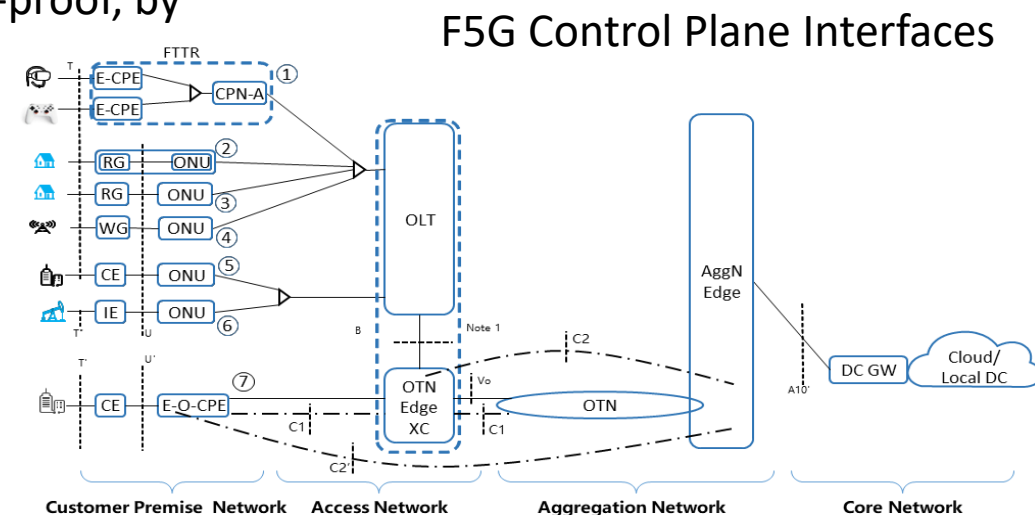 -proof, by
F5G Control Plane Interfaces
FTTR
T
E-CPE
E-CPE
CPN-A
①
RG
ONU
②
RG
ONU
③
WG
ONU
④
CE
ONU
⑤
IE
ONU
⑥
T'
U
OLT
AggN
Edge
B
Note 1
C2
T'
U'
⑦
CE
E-O-CPE
OTN
Edge
XC
Vo
OTN
C1
C1
C2'
A10'
DC GW
Cloud/
Local DC
Customer Premise Network
Access Network
Aggregation Network
Core Network